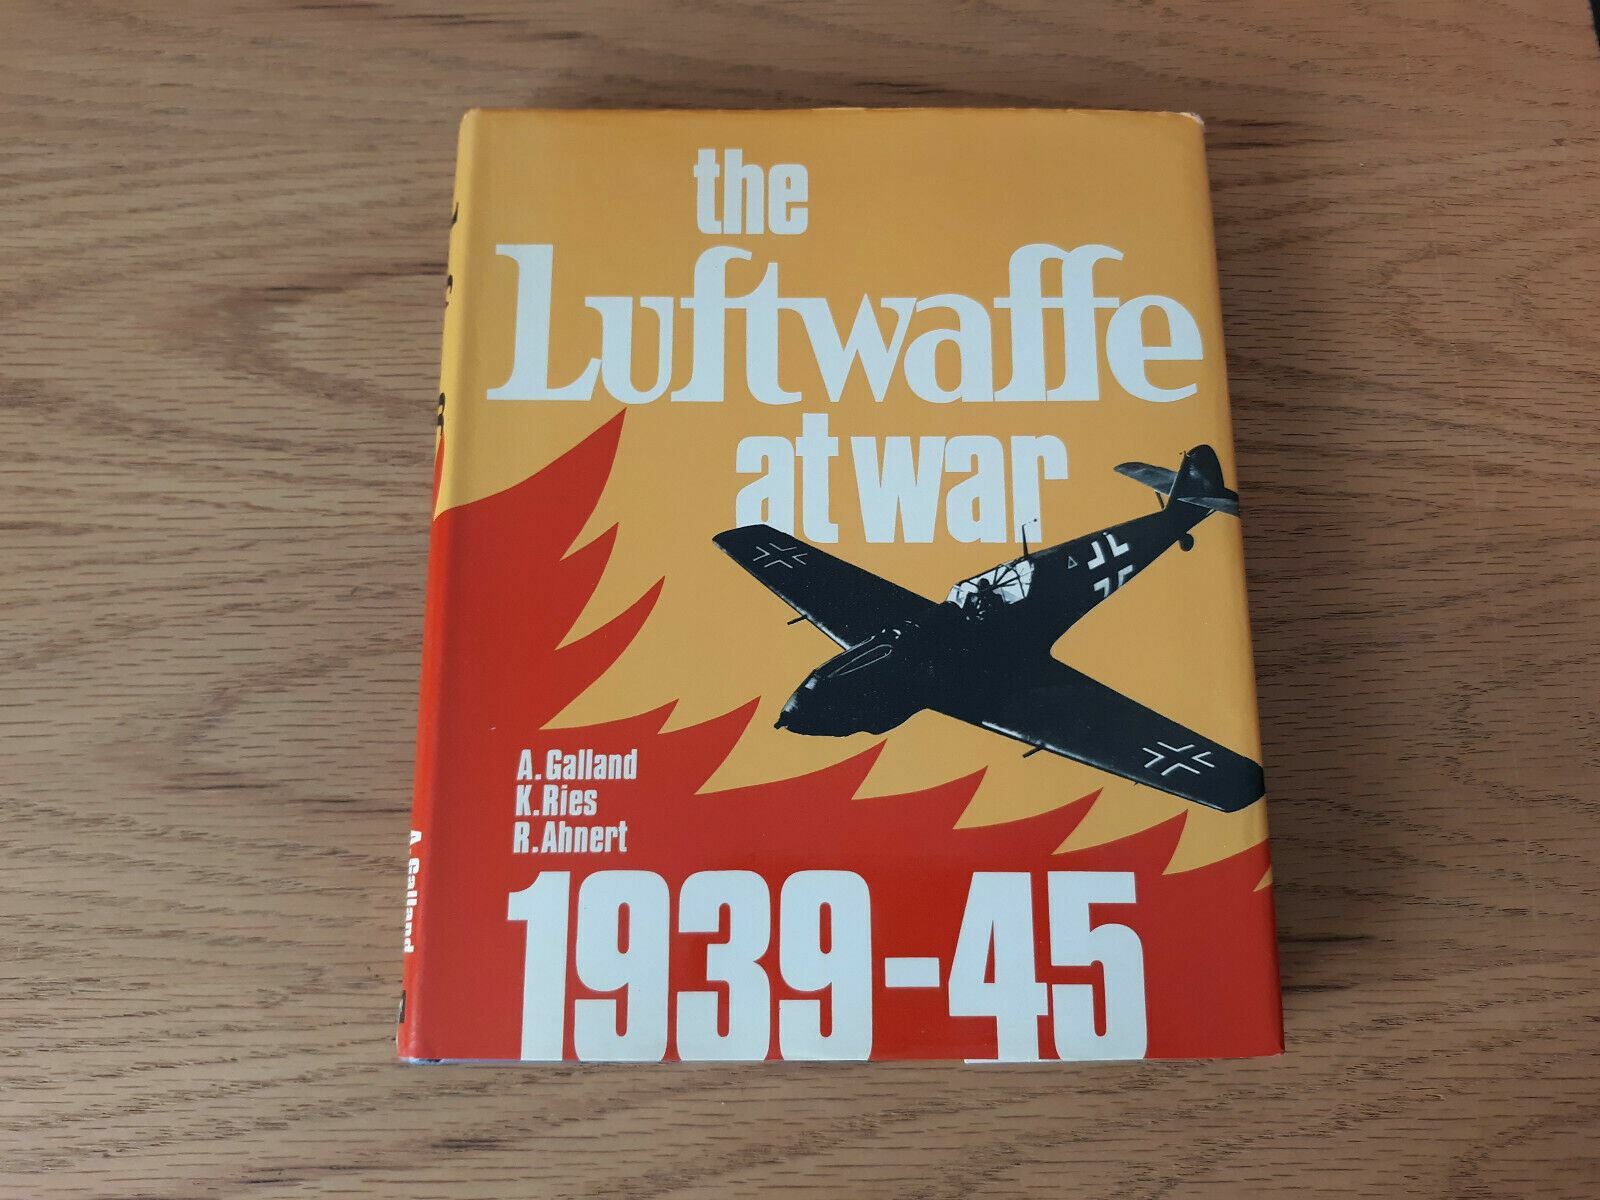 the
Luftwaffe
at war
A. Galland
K. Ries
R. Ahnert
1939-45
A. Galland